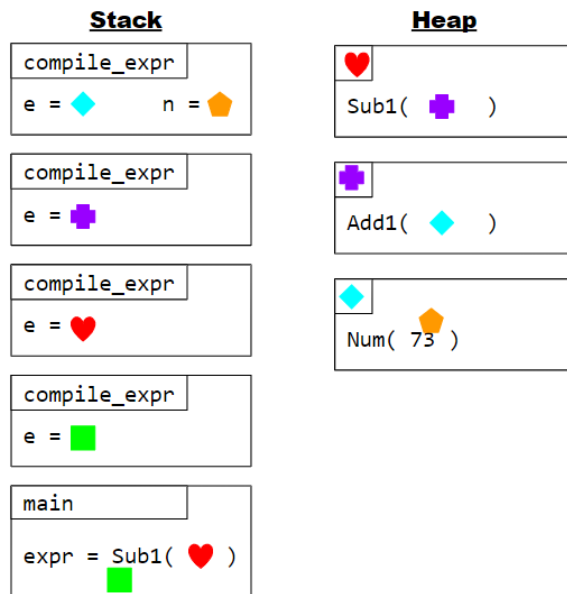 Stack
compile_expr
e =
n =
compile_expr
e =
compile_expr
e =
compile_expr
e =
main
expr = Sub1( )
Heap
Sub1( )
Add1( )
Num( 73 )